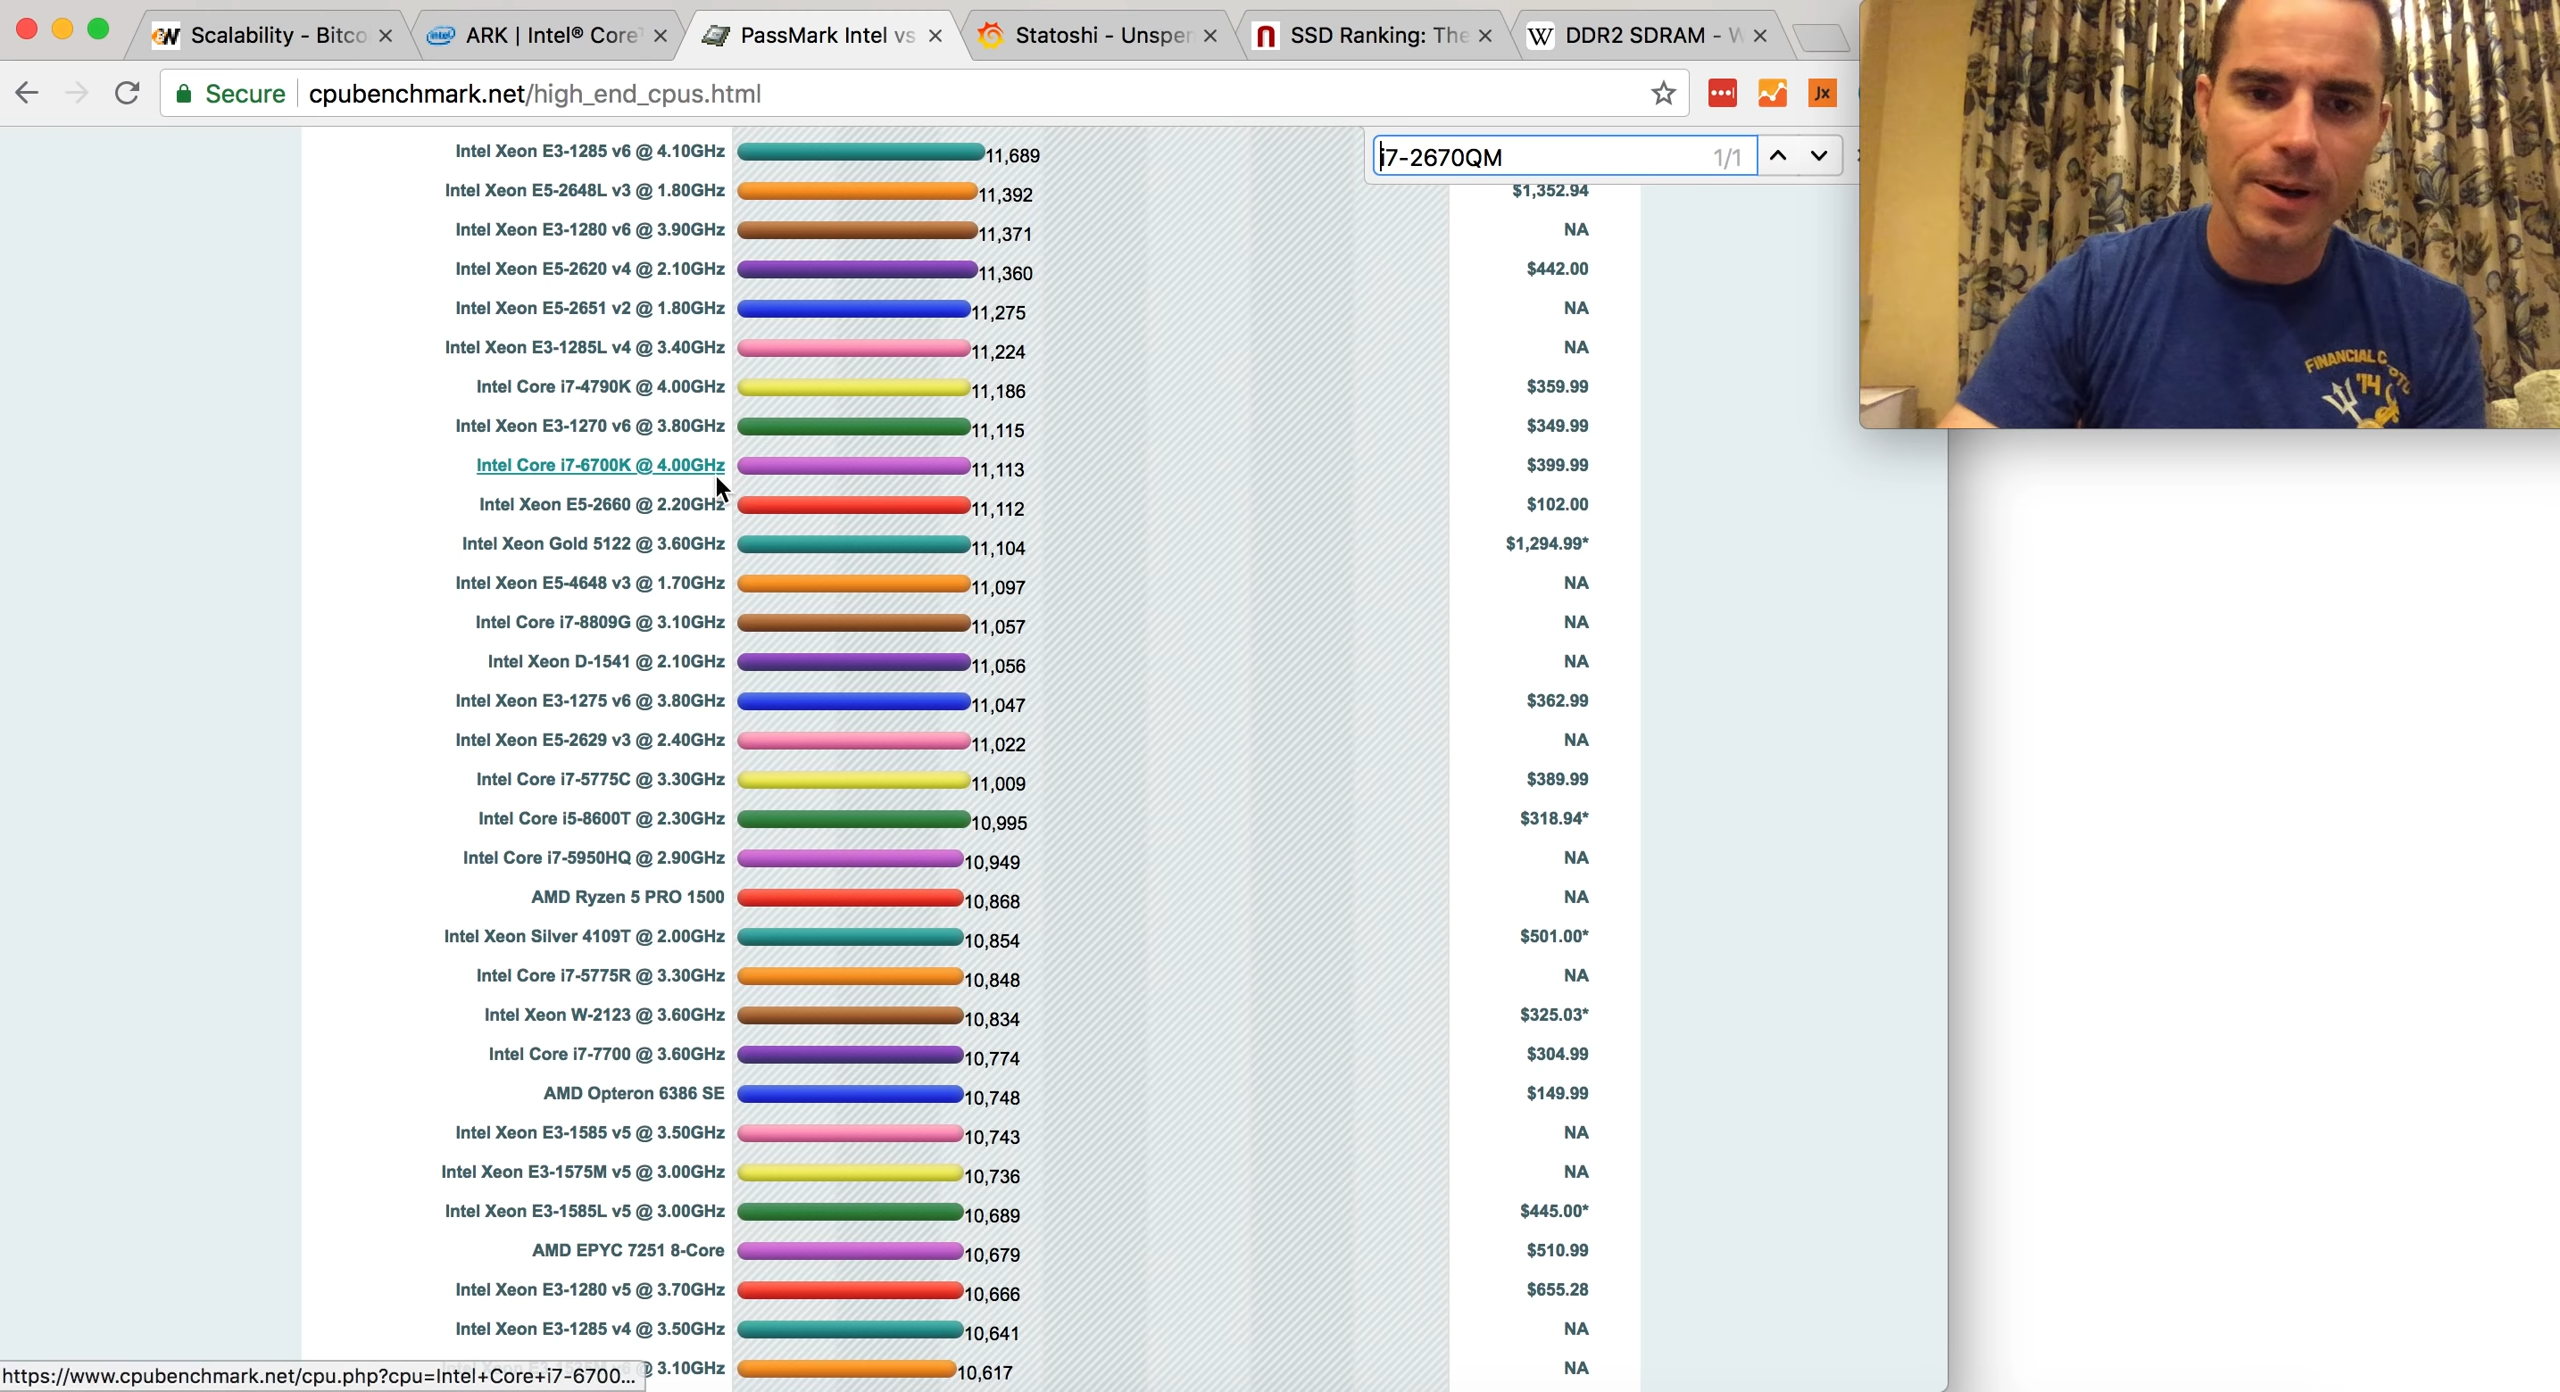 Scalability - Bitco
ARK | Intel® Core
PassMark Intel vs
Statoshi - Unsper
SSD Ranking: The
DDR2 SDRAM - W
Secure
cpubenchmark.net/high_end_cpus.html
Jx
i7-2670QM 1/1
Intel Xeon E3-1285 v6 @ 4.10GHz 11,689
Intel Xeon E5-2648L v3 @ 1.80GHz 11,392 $1,352.94
Intel Xeon E3-1280 v6 @ 3.90GHz 11,371 NA
Intel Xeon E5-2620 v4 @ 2.10GHz 11,360 $442.00
Intel Xeon E5-2651 v2 @ 1.80GHz 11,275 NA
Intel Xeon E3-1285L v4 @ 3.40GHz 11,224 NA
Intel Core i7-4790K @ 4.00GHz 11,186 $359.99
Intel Xeon E3-1270 v6 @ 3.80GHz 11,115 $349.99
Intel Core i7-6700K @ 4.00GHz 11,113 $399.99
Intel Xeon E5-2660 @ 2.20GHz 11,112 $102.00
Intel Xeon Gold 5122 @ 3.60GHz 11,104 $1,294.99*
Intel Xeon E5-4648 v3 @ 1.70GHz 11,097 NA
Intel Core i7-8809G @ 3.10GHz 11,057 NA
Intel Xeon D-1541 @ 2.10GHz 11,056 NA
Intel Xeon E3-1275 v6 @ 3.80GHz 11,047 $362.99
Intel Xeon E5-2629 v3 @ 2.40GHz 11,022 NA
Intel Core i7-5775C @ 3.30GHz 11,009 $389.99
Intel Core i5-8600T @ 2.30GHz 10,995 $318.94*
Intel Core i7-5950HQ @ 2.90GHz 10,949 NA
AMD Ryzen 5 PRO 1500 10,868 NA
Intel Xeon Silver 4109T @ 2.00GHz 10,854 $501.00*
Intel Core i7-5775R @ 3.30GHz 10,848 NA
Intel Xeon W-2123 @ 3.60GHz 10,834 $325.03*
Intel Core i7-7700 @ 3.60GHz 10,774 $304.99
AMD Opteron 6386 SE 10,748 $149.99
Intel Xeon E3-1585 v5 @ 3.50GHz 10,743 NA
Intel Xeon E3-1575M v5 @ 3.00GHz 10,736 NA
Intel Xeon E3-1585L v5 @ 3.00GHz 10,689 $445.00*
AMD EPYC 7251 8-Core 10,679 $510.99
Intel Xeon E3-1280 v5 @ 3.70GHz 10,666 $655.28
Intel Xeon E3-1285 v4 @ 3.50GHz 10,641 NA
@ 3.10GHz 10,617 NA
https://www.cpubenchmark.net/cpu.php?cpu=Intel+Core+i7-6700...
FINANCIAL
'14